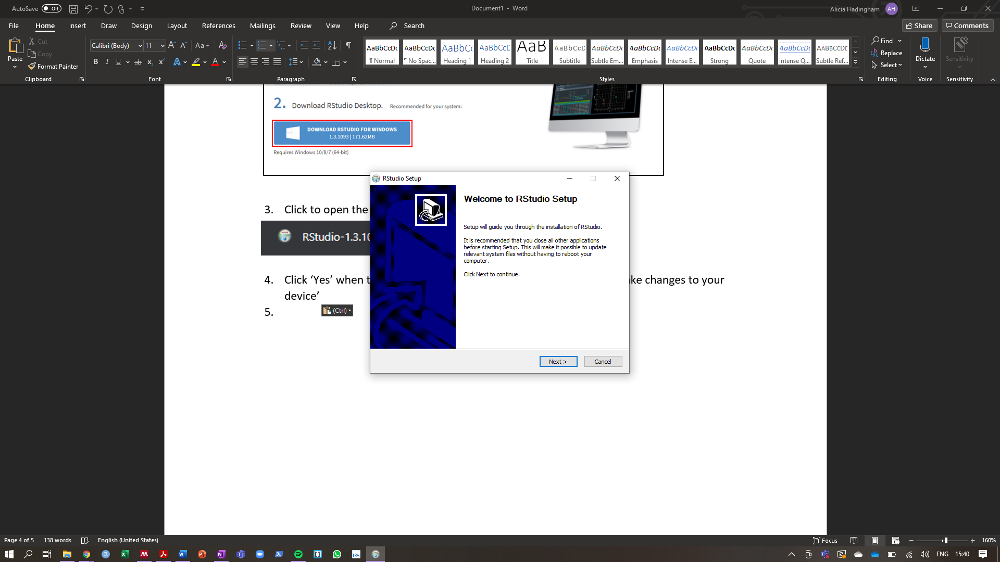 AutoSave Off
Document1 - Word
Alicia Hadingham AH
File Home Insert Draw Design Layout References Mailings Review View Help Search
Share Comments
Paste Cut Copy Format Painter
Calibri (Body) 11
AaBbCcDc AaBbCcDc AaBbCc AaBbCcC AaB AaBbCcD AaBbCcDc AaBbCcDc AaBbCcDc AaBbCcDc AaBbCcDc AaBbCcDc AABBCCDD
¶ Normal ¶ No Spac... Heading 1 Heading 2 Title Subtitle Subtle Em... Emphasis Intense E... Strong Quote Intense Q... Subtle Ref...
Find
Replace
Select
Dictate
Sensitivity
Clipboard Font Paragraph Styles Editing Voice Sensitivity
2. Download RStudio Desktop. Recommended for your system:
DOWNLOAD RSTUDIO FOR WINDOWS
1.3.1093 | 171.62MB
Requires Windows 10/8/7 (64-bit)
3. Click to open the
RStudio-1.3.10
4. Click ‘Yes’ when t
ke changes to your
device’
5.
(Ctrl)
RStudio Setup
Welcome to RStudio Setup
Setup will guide you through the installation of RStudio.
It is recommended that you close all other applications
before starting Setup. This will make it possible to update
relevant system files without having to reboot your
computer.
Click Next to continue.
Next > Cancel
Page 4 of 5 138 words English (United States)
Focus 160%
ENG 15:40